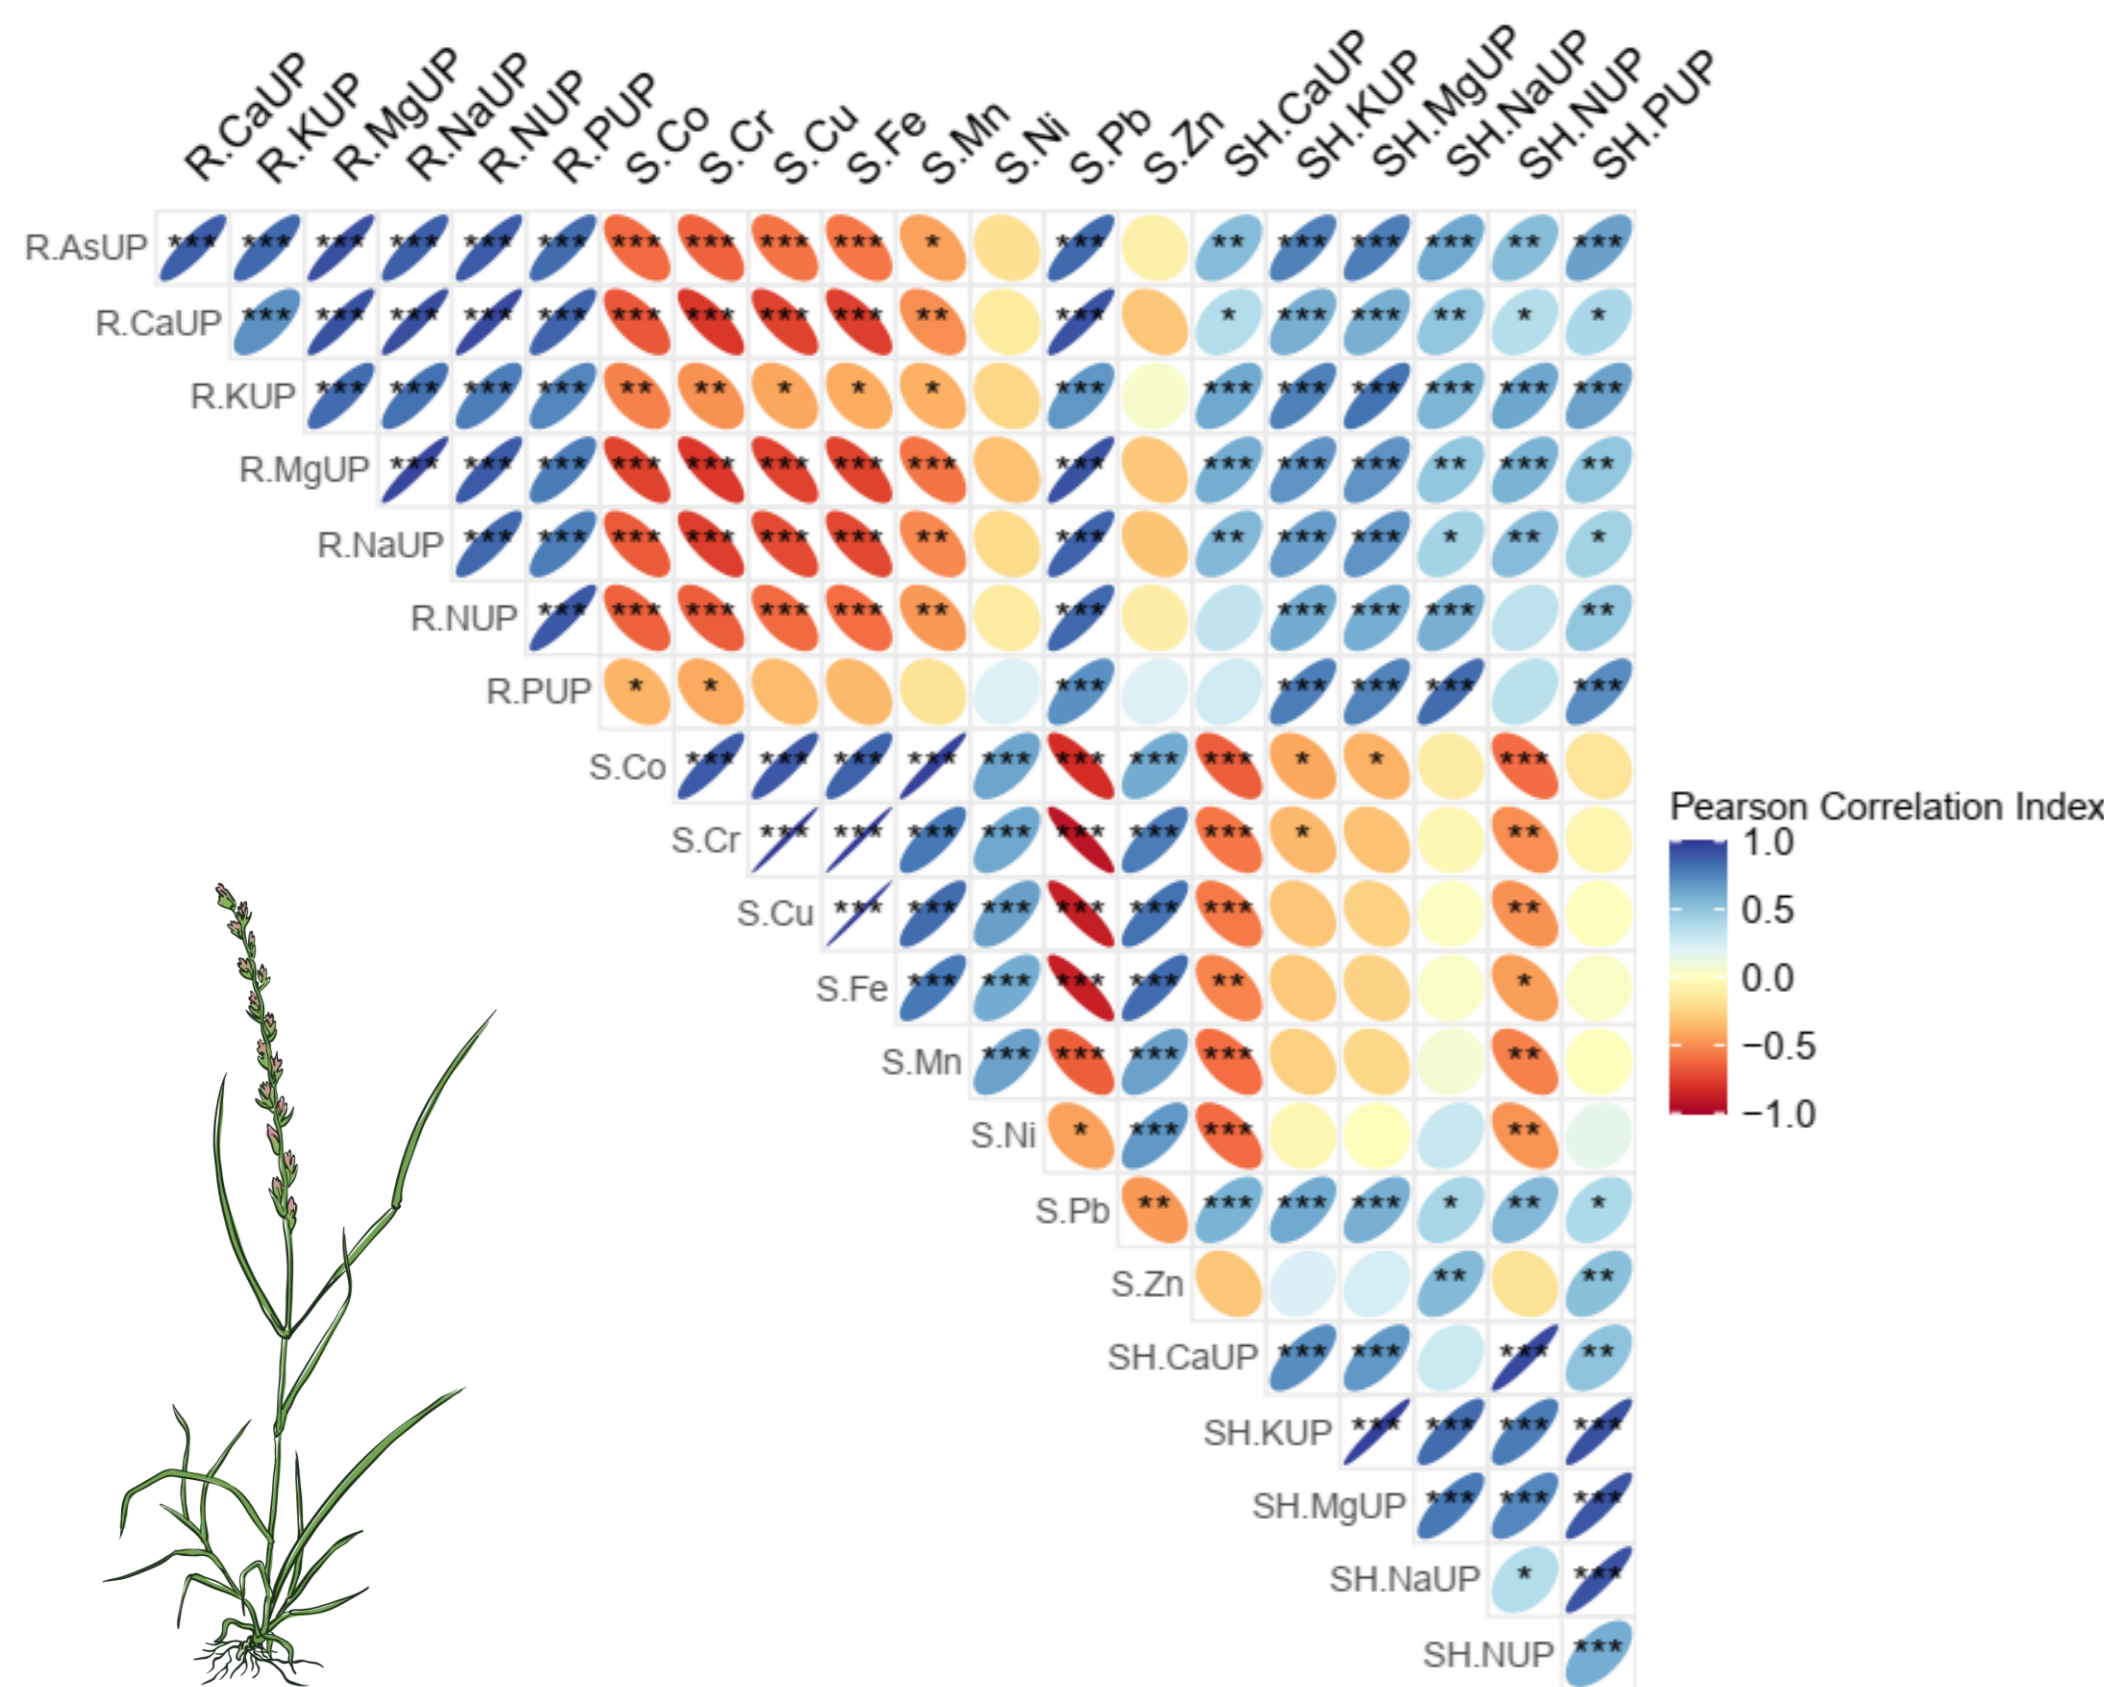 R.CaUP R.KUP R.MgUP R.NaUP R.NUP R.PUP S.Co S.Cr S.Cu S.Fe S.Mn S.Ni S.Pb S.Zn SH.CaUP SH.KUP SH.MgUP SH.NaUP SH.NUP SH.PUP
R.AsUP *** *** *** *** *** *** *** *** *** *** * *** ** *** *** *** ** ***
R.CaUP *** *** *** *** *** *** *** *** *** ** *** * *** *** ** * *
R.KUP *** *** *** *** ** ** * * * *** *** *** *** *** *** ***
R.MgUP *** *** *** *** *** *** *** *** *** *** *** *** ** *** **
R.NaUP *** *** *** *** *** *** ** *** ** *** *** * ** *
R.NUP *** *** *** *** *** ** *** *** *** *** **
R.PUP * * *** *** *** *** ***
S.Co *** *** *** *** *** *** *** *** * * ***
S.Cr *** *** *** *** *** *** *** * **
S.Cu *** *** *** *** *** *** **
S.Fe *** *** *** *** ** *
S.Mn *** *** *** *** **
S.Ni * *** *** **
S.Pb ** *** *** *** * ** *
S.Zn ** **
SH.CaUP *** *** *** **
SH.KUP *** *** *** ***
SH.MgUP *** *** ***
SH.NaUP * ***
SH.NUP ***
Pearson Correlation Index
1.0
0.5
0.0
−0.5
−1.0